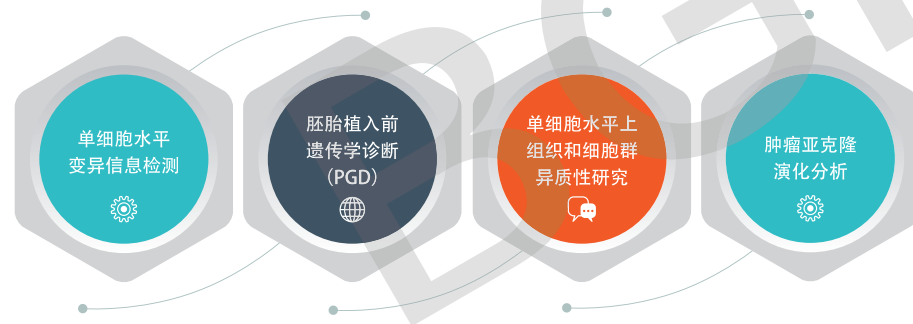 单细胞水平
变异信息检测
胚胎植入前
遗传学诊断
（PGD）
单细胞水平上
组织和细胞群
异质性研究
肿瘤亚克隆
演化分析